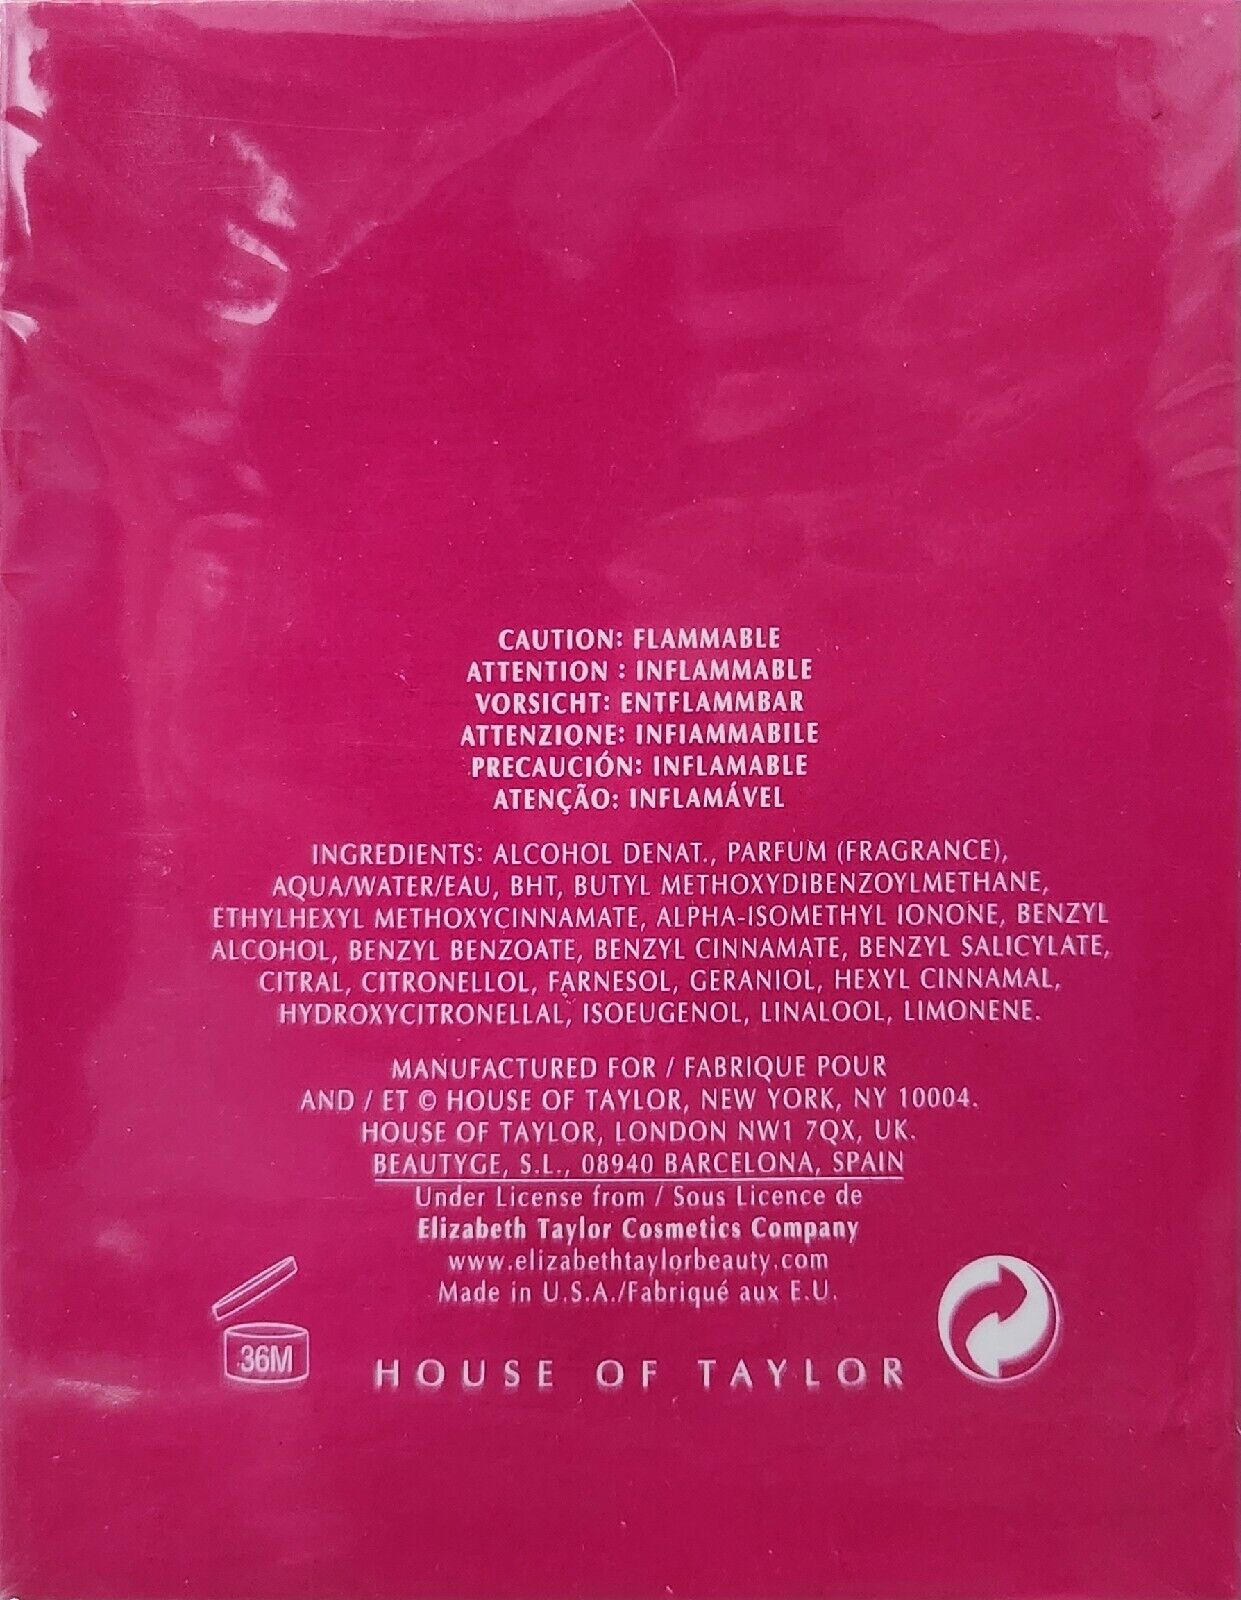 CAUTION: FLAMMABLE
ATTENTION : INFLAMMABLE
VORSICHT: ENTFLAMMBAR
ATTENZIONE: INFIAMMABILE
PRECAUCIÓN: INFLAMABLE
ATENÇÃO: INFLAMÁVEL
INGREDIENTS: ALCOHOL DENAT., PARFUM (FRAGRANCE),
AQUA/WATER/EAU, BHT, BUTYL METHOXYDIBENZOYLMETHANE,
ETHYLHEXYL METHOXYCINNAMATE, ALPHA-ISOMETHYL IONONE, BENZYL
ALCOHOL, BENZYL BENZOATE, BENZYL CINNAMATE, BENZYL SALICYLATE,
CITRAL, CITRONELLOL, FARNESOL, GERANIOL, HEXYL CINNAMAL,
HYDROXYCITRONELLAL, ISOEUGENOL, LINALOOL, LIMONENE.
MANUFACTURED FOR / FABRIQUE POUR
AND / ET © HOUSE OF TAYLOR, NEW YORK, NY 10004.
HOUSE OF TAYLOR, LONDON NW1 7QX, UK.
BEAUTYGE, S.L., 08940 BARCELONA, SPAIN
Under License from / Sous Licence de
Elizabeth Taylor Cosmetics Company
www.elizabethtaylorbeauty.com
Made in U.S.A./Fabriqué aux E.U.
36M
HOUSE OF TAYLOR